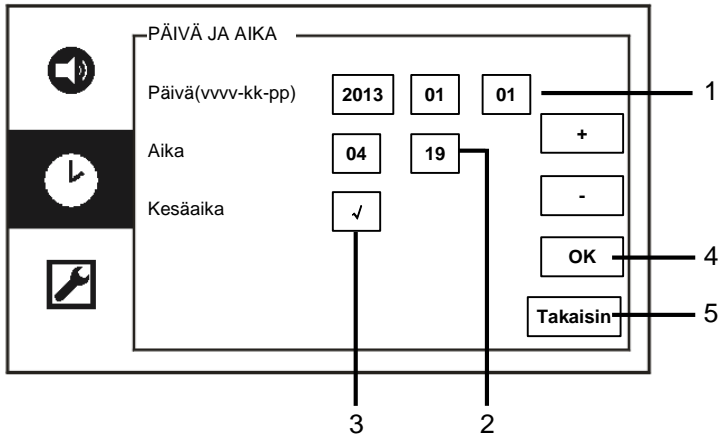 PÄIVÄ JA AIKA
Päivä(vvvv-kk-pp) 2013 01 01 1
+
Aika 04 19
-
Kesäaika √
OK 4
Takaisin 5
3 2